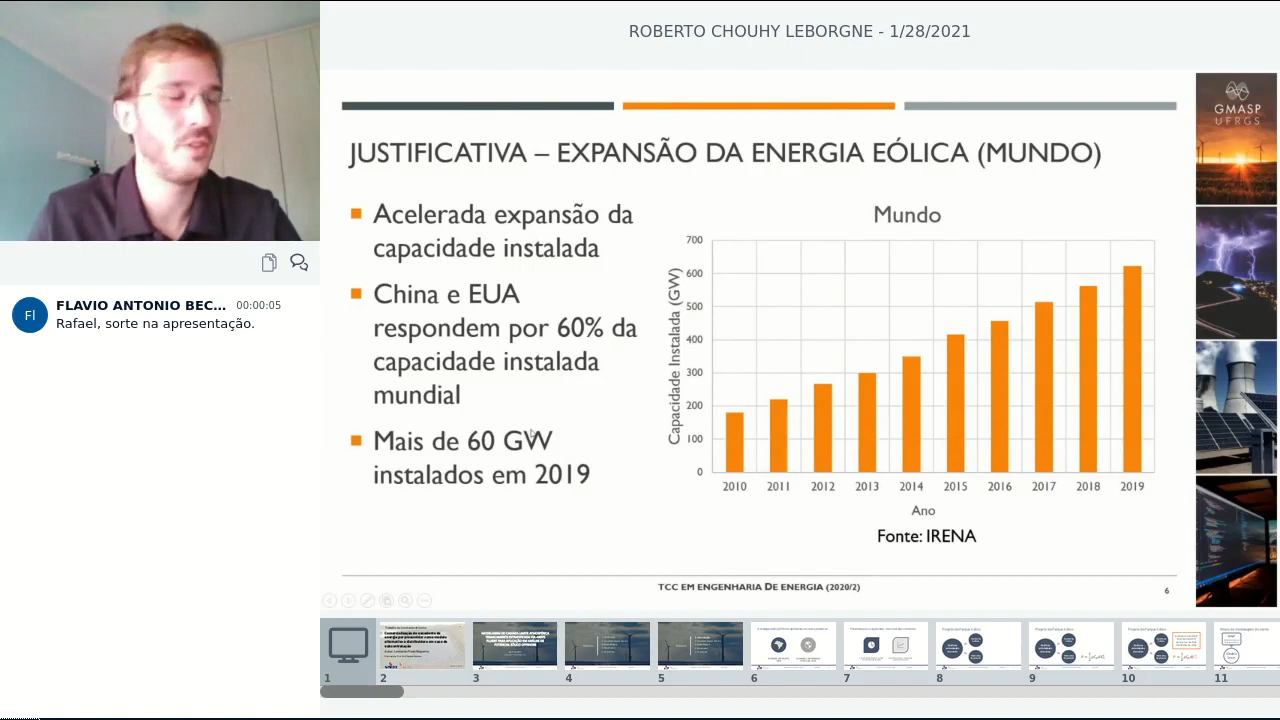 ROBERTO CHOUHY LEBORGNE - 1/28/2021
GMASP
UFRGS
JUSTIFICATIVA – EXPANSÃO DA ENERGIA EÓLICA (MUNDO)
Acelerada expansão da
capacidade instalada
China e EUA
respondem por 60% da
capacidade instalada
mundial
Mais de 60 GW
instalados em 2019
Mundo
Capacidade Instalada (GW)
700
600
500
400
300
200
100
0
2010 2011 2012 2013 2014 2015 2016 2017 2018 2019
Ano
Fonte: IRENA
TCC EM ENGENHARIA DE ENERGIA (2020/2)
6
Fl
FLAVIO ANTONIO BEC... 00:00:05
Rafael, sorte na apresentação.
1 2 3 4 5 6 7 8 9 10 11